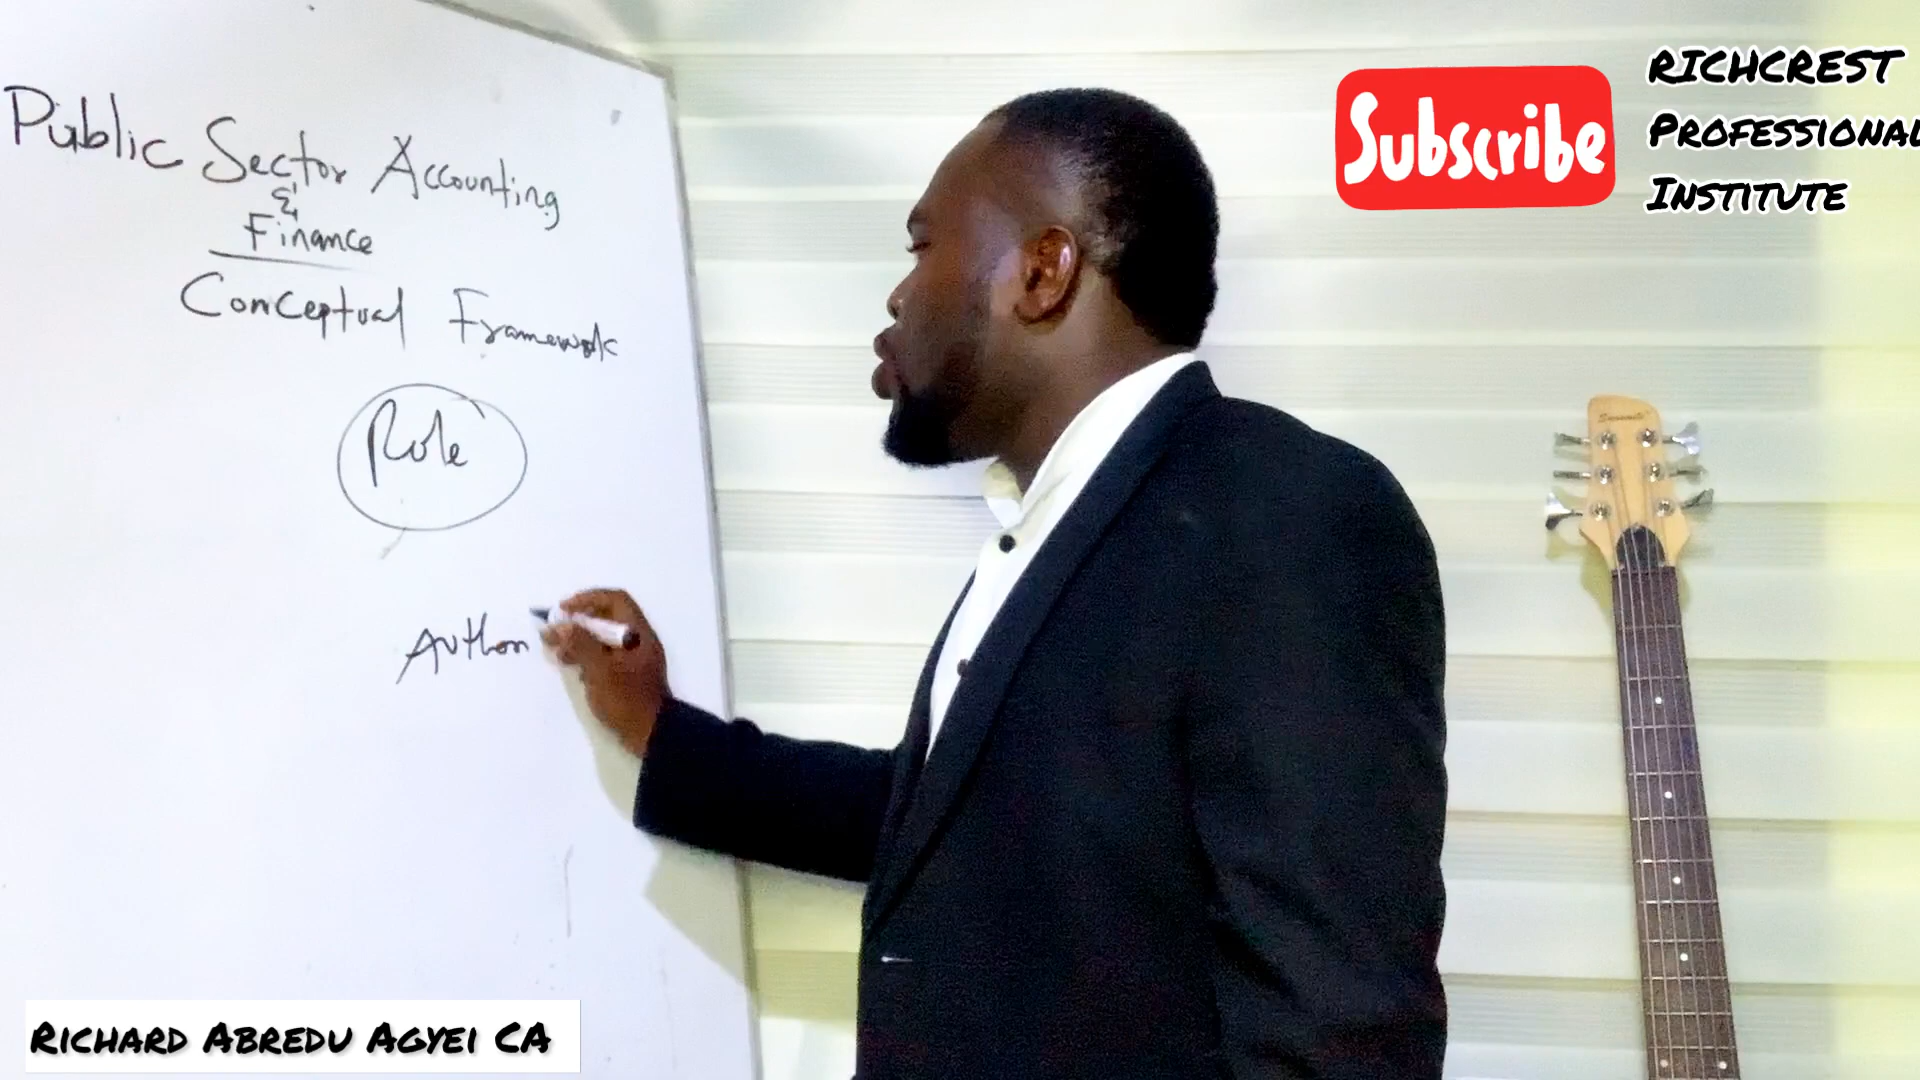 Public Sector Accounting
&
Finance
Conceptual Framework
Role
Author
Subscribe
RICHCREST
PROFESSIONAL
INSTITUTE
RICHARD ABREDU AGYEI CA